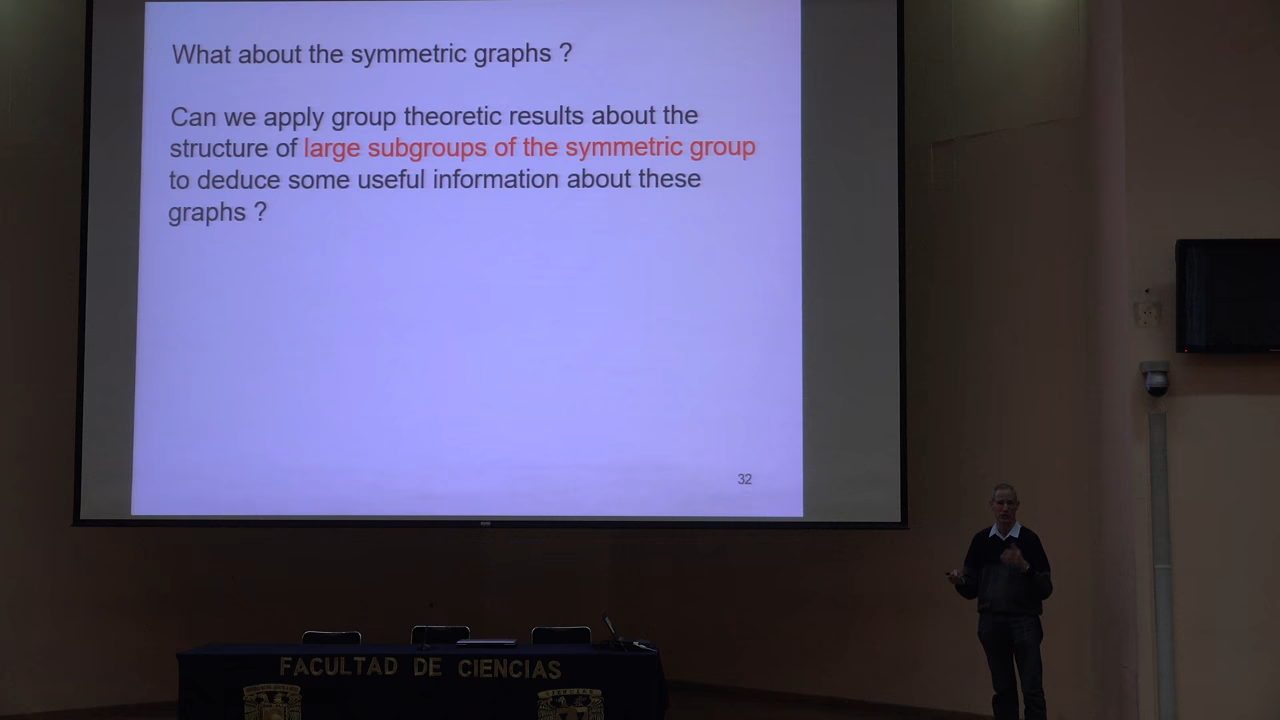 What about the symmetric graphs ?
Can we apply group theoretic results about the
structure of large subgroups of the symmetric group
to deduce some useful information about these
graphs ?
32
FACULTAD DE CIENCIAS